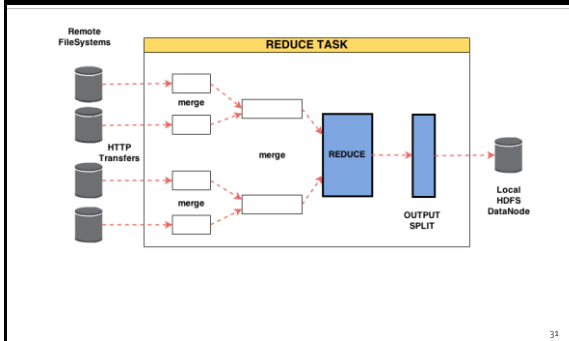 Remote
FileSystems
REDUCE TASK
merge
HTTP
Transfers
merge
merge
REDUCE
OUTPUT
SPLIT
Local
HDFS
DataNode
31